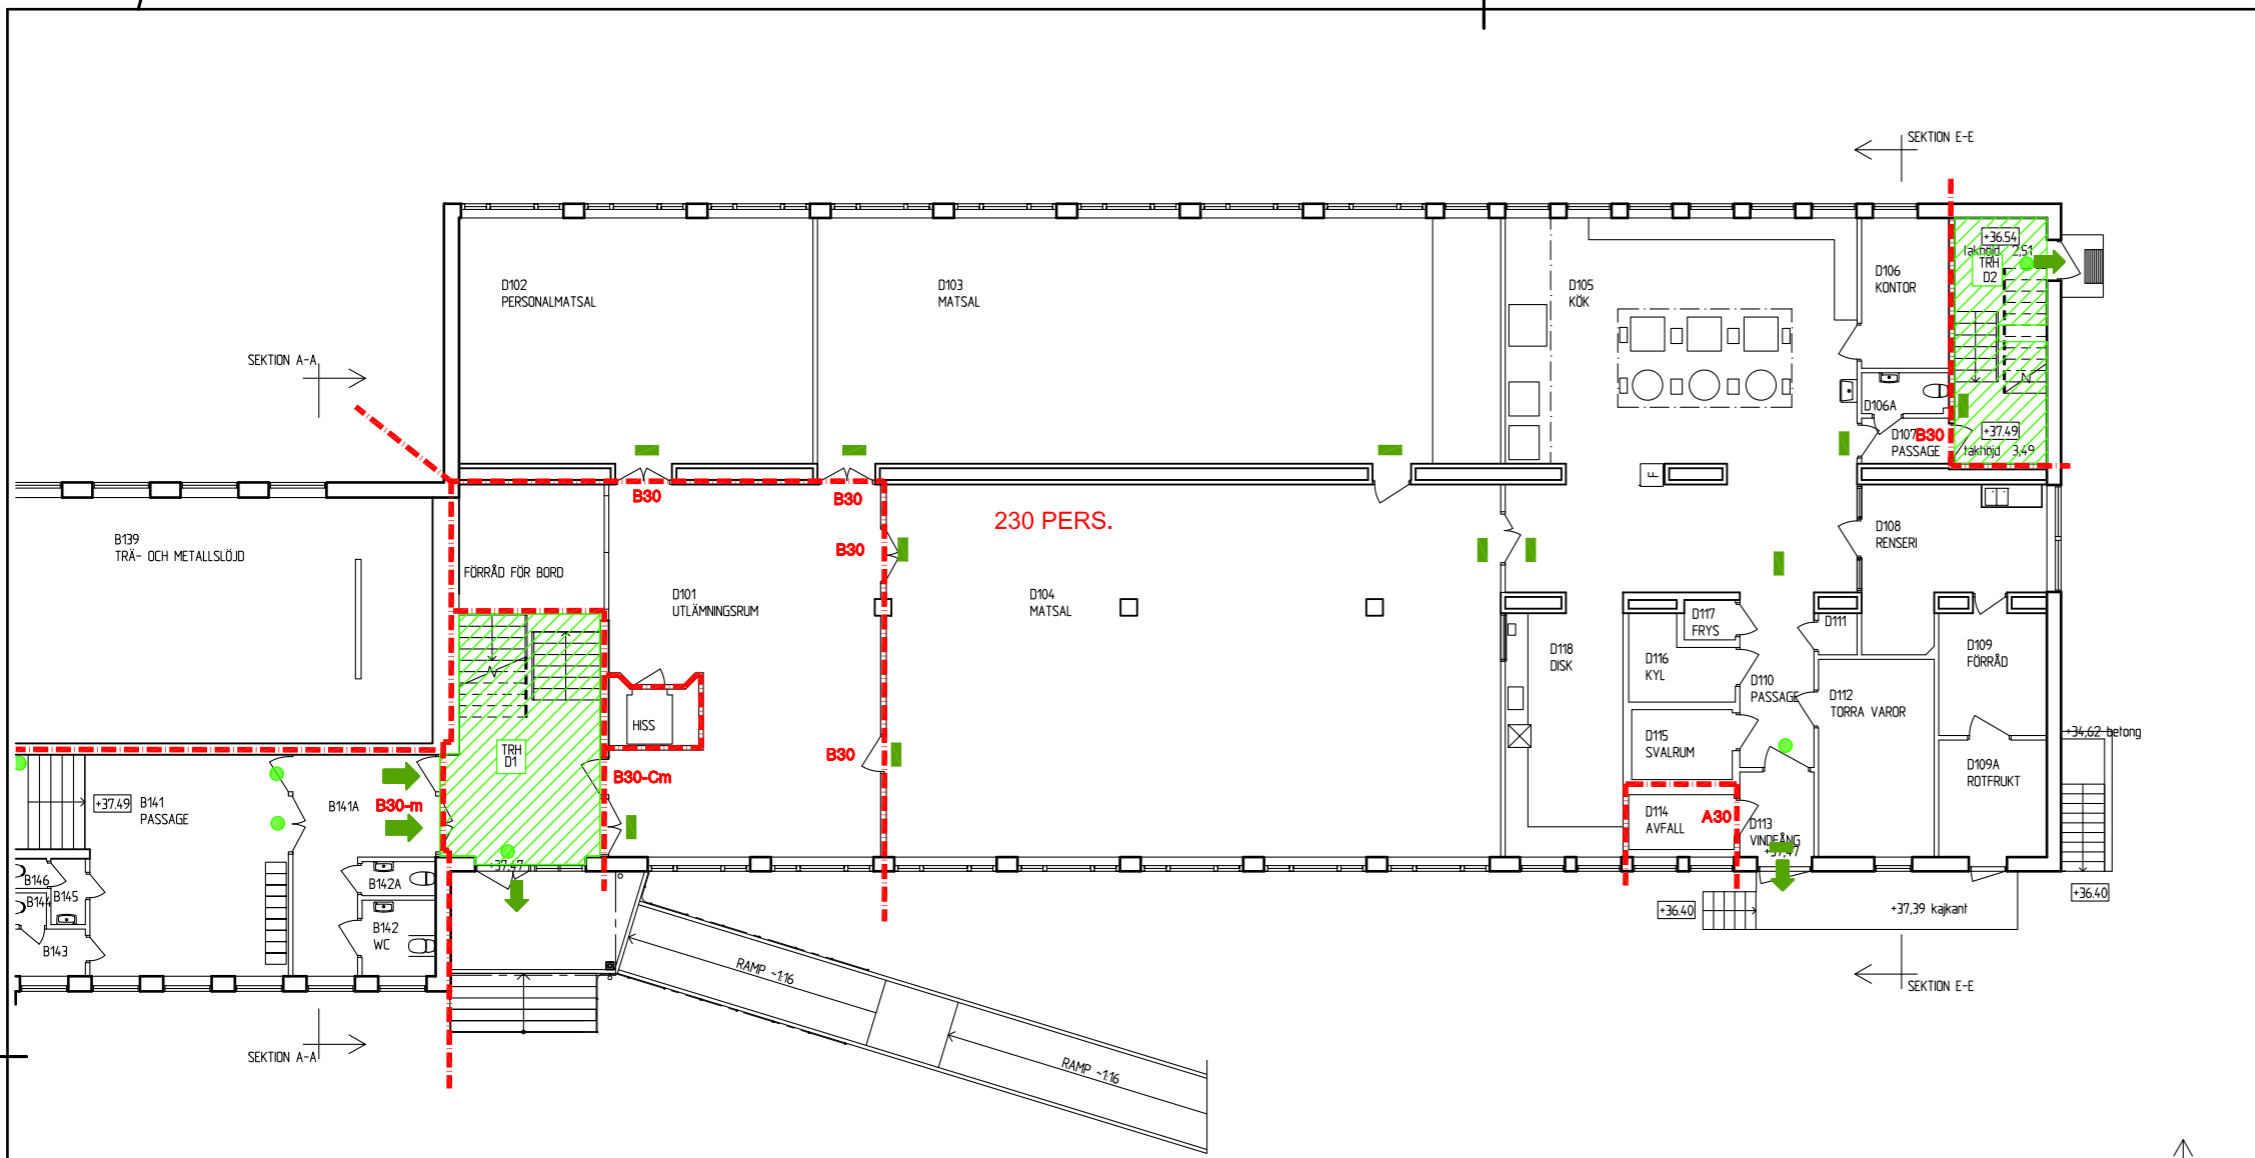 SEKTION E-E
+36.54
takhöjd 2,51
TRH
D2
D102
PERSONALMATSAL
D103
MATSAL
D105
KÖK
D106
KONTOR
SEKTION A-A
D106A
D107
PASSAGE
B30
+37.49
takhöjd 3,49
F
B30
B30
230 PERS.
B30
B139
TRÄ- OCH METALLSLÖJD
FÖRRÅD FÖR BORD
D101
UTLÄMNINGSRUM
D104
MATSAL
D108
RENSERI
D117
FRYS
D111
D118
DISK
D116
KYL
D109
FÖRRÅD
D110
PASSAGE
D112
TORRA VAROR
HISS
TRH
D1
B30
B30-Cm
D115
SVALRUM
+34,62 betong
D109A
ROTFRUKT
+37.49
B141
PASSAGE
B141A
B30-m
D114
AVFALL
A30
D113
VINDFÅNG
+37,47
+37,47
B146
B145
B144
B142A
B142
WC
B143
+36.40
+36.40
+37,39 kajkant
RAMP ~1:16
RAMP ~1:16
SEKTION E-E
SEKTION A-A